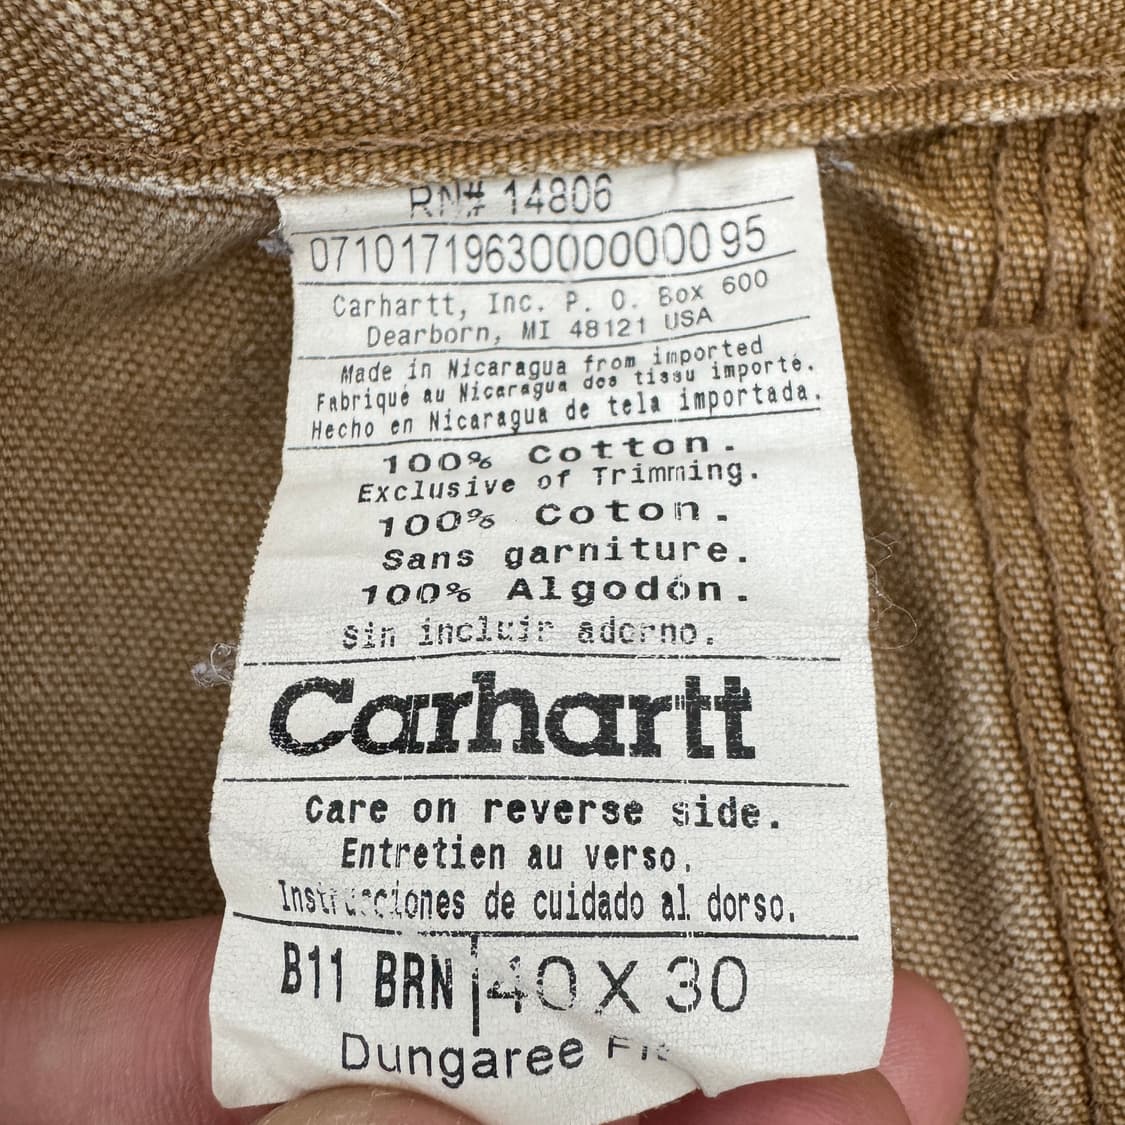 RN# 14806
0710171963000000009​5
Carhartt, Inc. P. O. Box 600
Dearborn, MI 48121 USA
Made in Nicaragua from imported
Fabriqué au Nicaragua des tissu importé.
Hecho en Nicaragua de tela importada.
100% Cotton.
Exclusive of Trimming.
100% Coton.
Sans garniture.
100% Algodón.
Sin incluir adorno.
Carhartt
Care on reverse side.
Entretien au verso.
Instrucciones de cuidado al dorso.
B11 BRN 40 X 30
Dungaree Fit